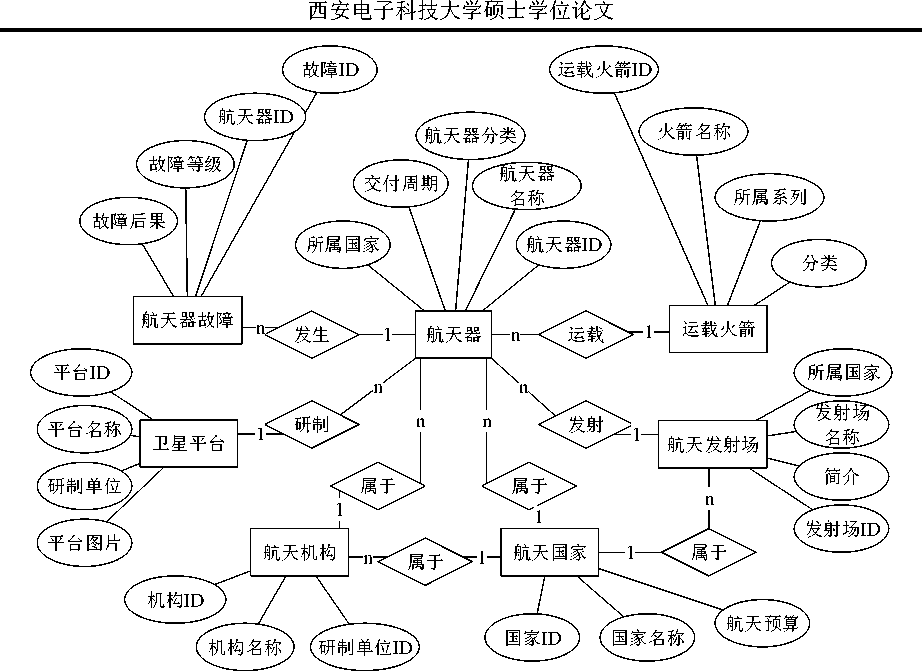 西安电子科技大学硕士学位论文
故障ID
运载火箭ID
航天器ID
航天器分类
火箭名称
故障等级
交付周期
航天器
名称
所属系列
故障后果
所属国家
航天器ID
分类
航天器故障
n
发生
1
航天器
n
运载
1
运载火箭
平台ID
所属国家
n
n
平台名称
卫星平台
1
研制
n
n
发射
1
航天发射场
发射场
名称
研制单位
属于
属于
简介
n
1
1
发射场ID
平台图片
航天机构
n
属于
1
航天国家
1
属于
机构ID
航天预算
机构名称
研制单位ID
国家ID
国家名称